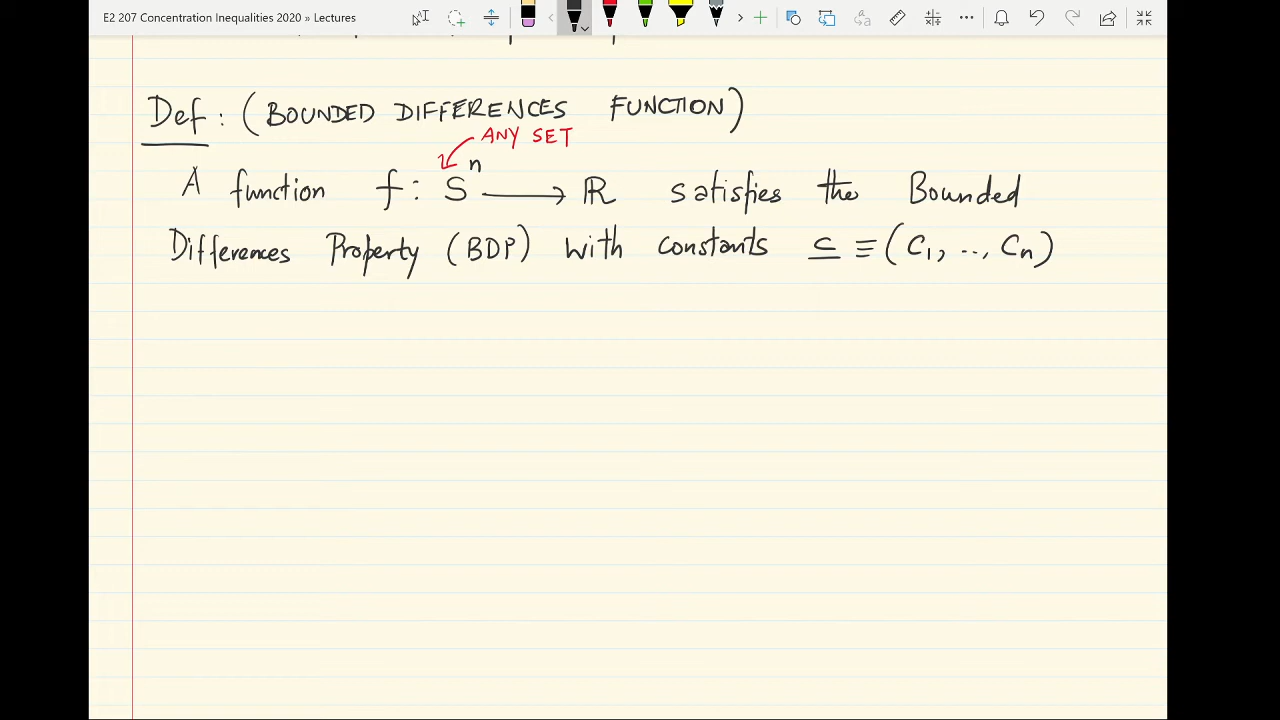 E2 207 Concentration Inequalities 2020 » Lectures
Def : (BOUNDED DIFFERENCES FUNCTION)
ANY SET
A function f : Sⁿ ⟶ ℝ satisfies the Bounded
Differences Property (BDP) with constants c ≡ (C₁, .., Cₙ)